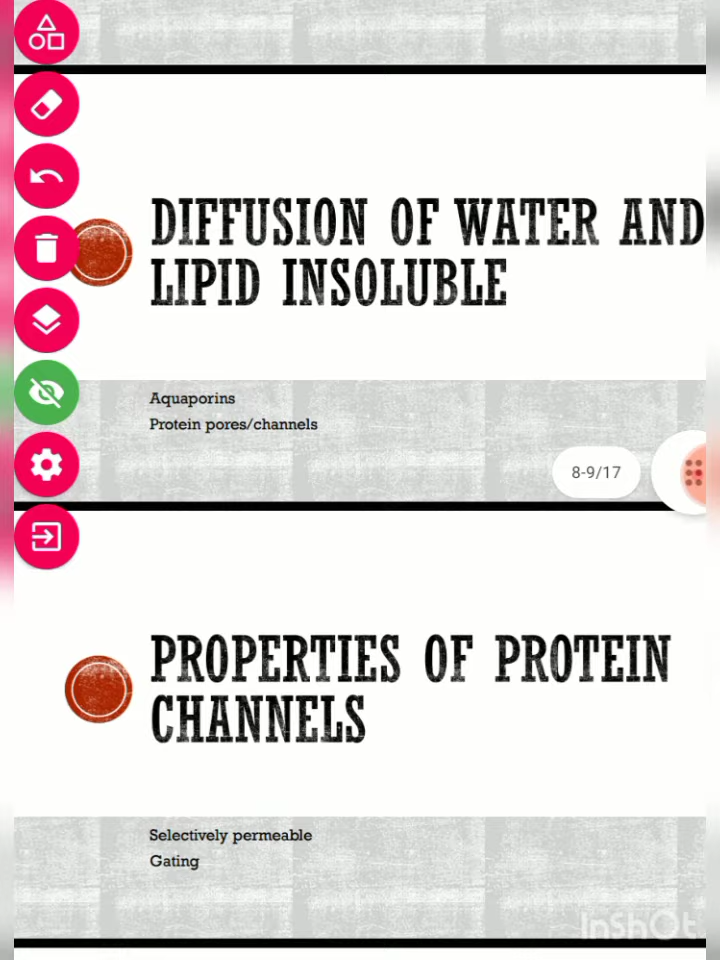 DIFFUSION OF WATER AND
LIPID INSOLUBLE
Aquaporins
Protein pores/channels
8-9/17
PROPERTIES OF PROTEIN
CHANNELS
Selectively permeable
Gating
InShOt